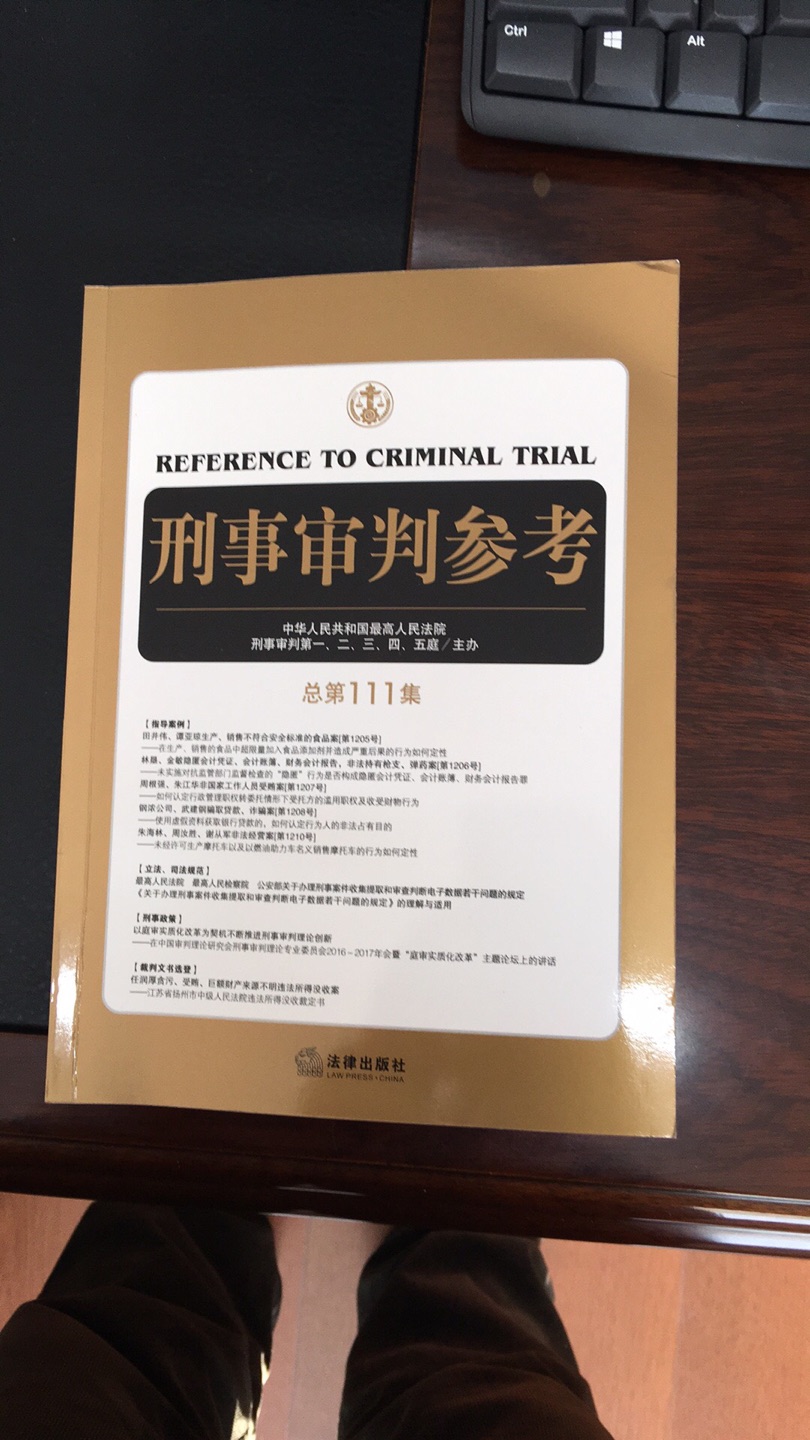 Ctrl
Alt
REFERENCE TO CRIMINAL TRIAL
刑事审判参考
中华人民共和国最高人民法院
刑事审判第一、二、三、四、五庭/主办
总第111集
【指导案例】
田井伟、谭亚琼生产、销售不符合安全标准的食品案[第1205号]
——在生产、销售的食品中超限量加入食品添加剂并造成严重后果的行为如何定性
林垦、金敏隐匿会计凭证、会计账簿、财务会计报告，非法持有枪支、弹药案[第1206号]
——未实施对抗监管部门监督检查的“隐匿”行为是否构成隐匿会计凭证、会计账簿、财务会计报告罪
周根强、朱江华非国家工作人员受贿案[第1207号]
——如何认定行政管理职权转委托情形下受托方的滥用职权及收受财物行为
钢浓公司、武建钢骗取贷款、诈骗案[第1208号]
——使用虚假资料获取银行贷款的，如何认定行为人的非法占有目的
朱海林、周汝胜、谢从军非法经营案[第1210号]
——未经许可生产摩托车以及以燃油助力车名义销售摩托车的行为如何定性
【立法、司法规范】
最高人民法院 最高人民检察院 公安部关于办理刑事案件收集提取和审查判断电子数据若干问题的规定
《关于办理刑事案件收集提取和审查判断电子数据若干问题的规定》的理解与适用
【刑事政策】
以庭审实质化改革为契机不断推进刑事审判理论创新
——在中国审判理论研究会刑事审判理论专业委员会2016－2017年会暨“庭审实质化改革”主题论坛上的讲话
【裁判文书选登】
任润厚贪污、受贿、巨额财产来源不明违法所得没收案
——江苏省扬州市中级人民法院违法所得没收裁定书
法律出版社
LAW PRESS·CHINA